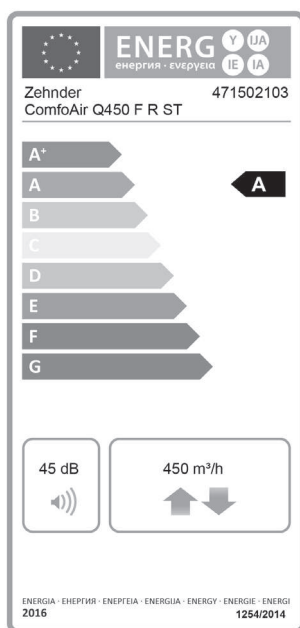 ENERG Y IJA
енергия · ενεργεια IE IA
Zehnder 471502103
ComfoAir Q450 F R ST
A+
A A
B
C
D
E
F
G
45 dB 450 m³/h
ENERGIA · ЕНЕРГИЯ · ΕΝΕΡΓΕΙΑ · ENERGIJA · ENERGY · ENERGIE · ENERGI
2016 1254/2014